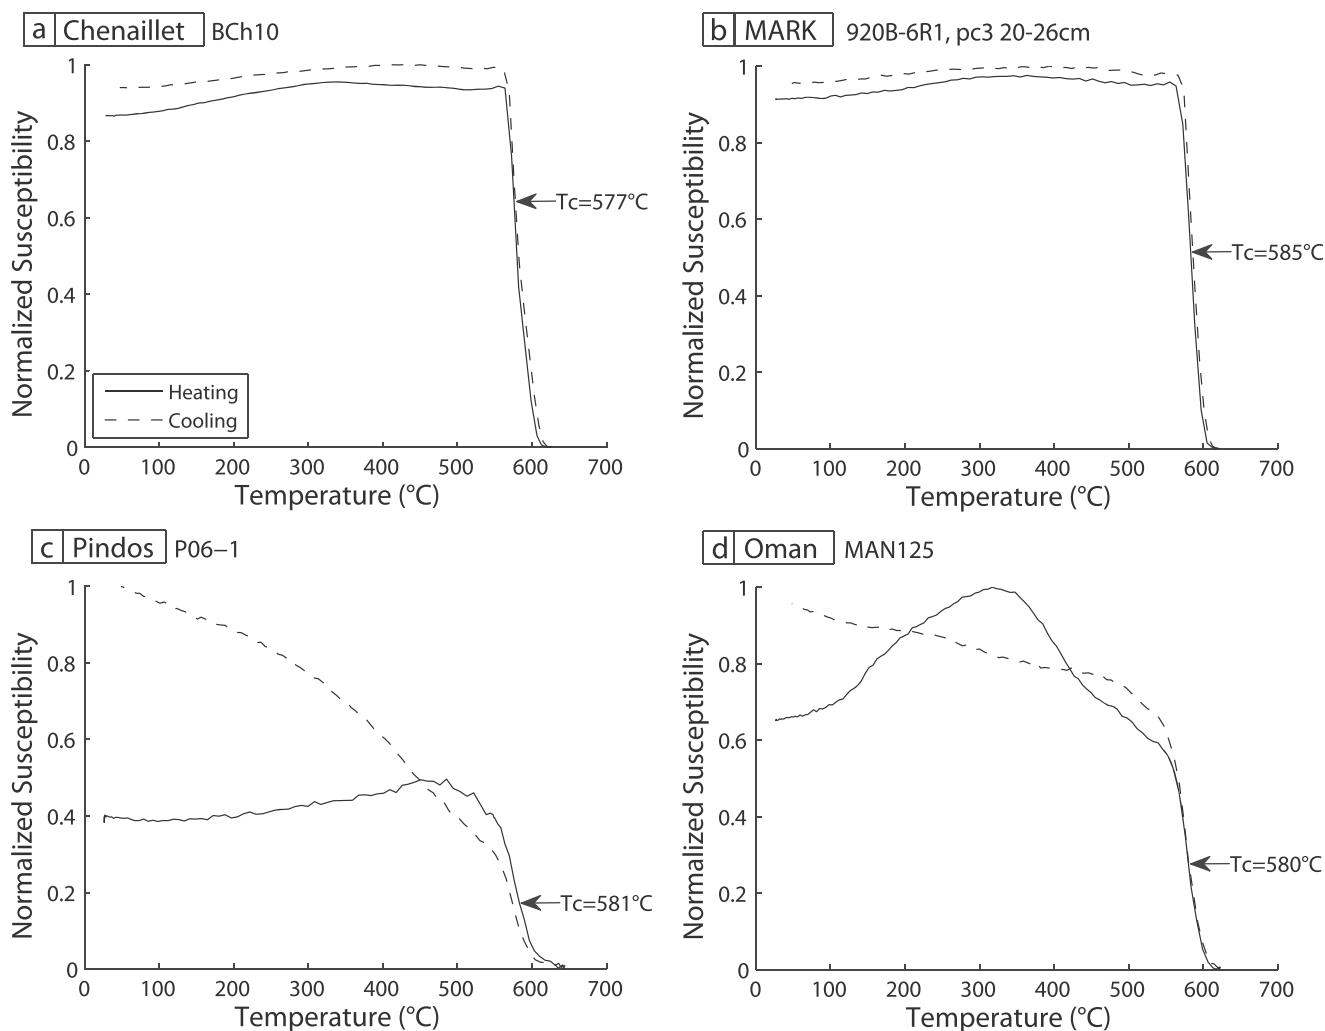 a Chenaillet BCh10
1
0.8
0.6
0.4
0.2
0
Normalized Susceptibility
Tc=577°C
Heating
Cooling
0 100 200 300 400 500 600 700
Temperature (°C)
b MARK 920B-6R1, pc3 20-26cm
1
0.8
0.6
0.4
0.2
0
Normalized Susceptibility
Tc=585°C
0 100 200 300 400 500 600 700
Temperature (°C)
c Pindos P06−1
1
0.8
0.6
0.4
0.2
0
Normalized Susceptibility
Tc=581°C
0 100 200 300 400 500 600 700
Temperature (°C)
d Oman MAN125
1
0.8
0.6
0.4
0.2
0
Normalized Susceptibility
Tc=580°C
0 100 200 300 400 500 600 700
Temperature (°C)